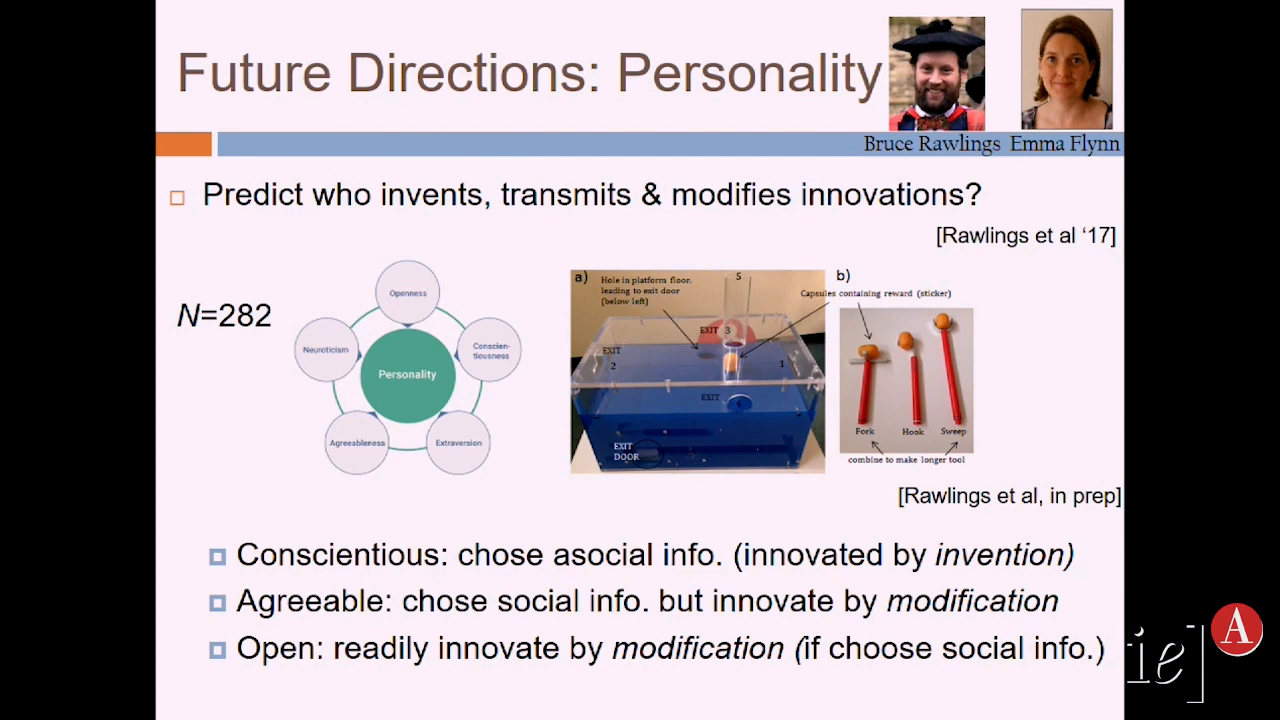 Future Directions: Personality
Bruce Rawlings Emma Flynn
Predict who invents, transmits & modifies innovations?
[Rawlings et al ‘17]
N=282
Openness
Neuroticism
Conscien-
tiousness
Personality
Agreeableness
Extraversion
a)
Hole in platform floor.
leading to exit door
(below left)
5
EXIT 3
EXIT
2
1
EXIT
4
EXIT
DOOR
b)
Capsules containing reward (sticker)
Fork Hook Sweep
combine to make longer tool
[Rawlings et al, in prep]
Conscientious: chose asocial info. (innovated by invention)
Agreeable: chose social info. but innovate by modification
Open: readily innovate by modification (if choose social info.)
ie]
A